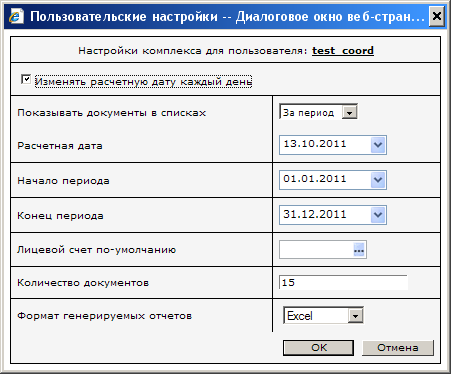 Пользовательские настройки -- Диалоговое окно веб-стран...
Настройки комплекса для пользователя: test_coord
Изменять расчетную дату каждый день
Показывать документы в списках За период
Расчетная дата 13.10.2011
Начало периода 01.01.2011
Конец периода 31.12.2011
Лицевой счет по-умолчанию ...
Количество документов 15
Формат генерируемых отчетов Excel
OK Отмена